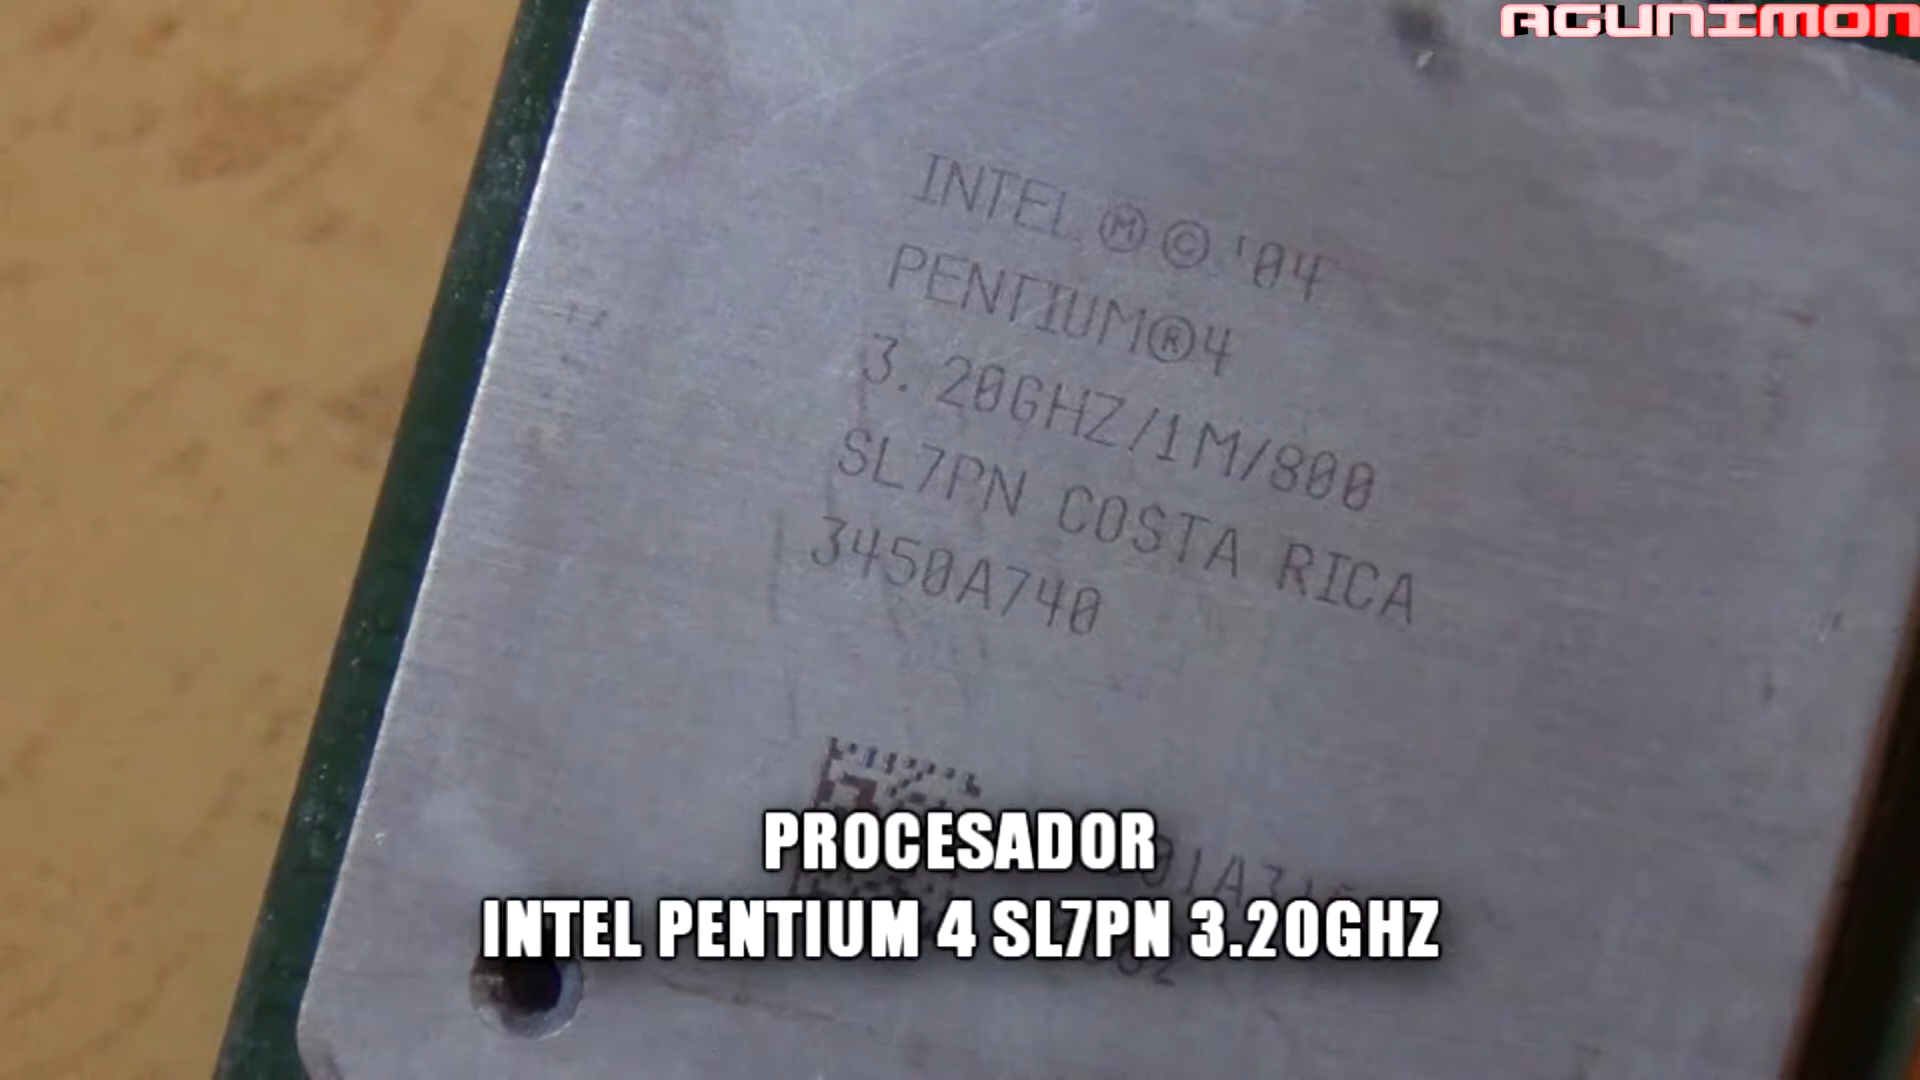 AGUNIMON
INTEL Ⓜ © '04
PENTIUM®4
3.20GHZ/1M/800
SL7PN COSTA RICA
3450A740
PROCESADOR
INTEL PENTIUM 4 SL7PN 3.20GHZ